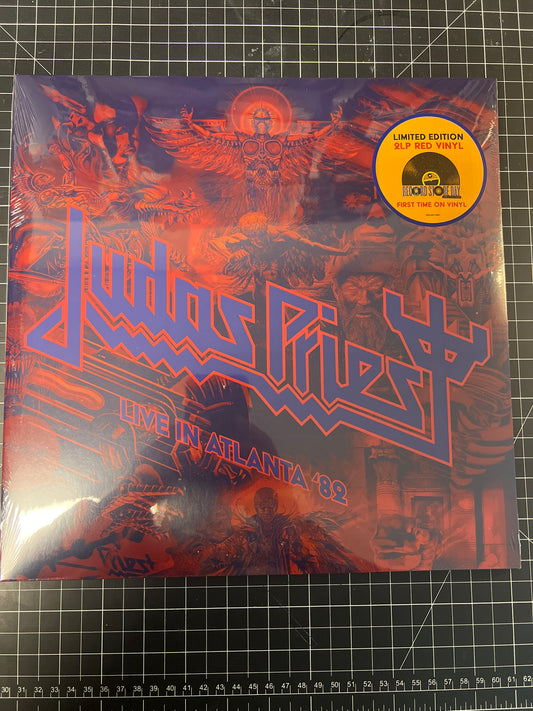 LIMITED EDITION
2LP RED VINYL
RECORD STORE DAY
FIRST TIME ON VINYL
Judas Priest
LIVE IN ATLANTA '82
Priest
30 31 32 33 34 35 36 37 38 39 40 41 42 43 44 45 46 47 48 49 50 51 52 53 54 55 56 57 58 59 60 61 62